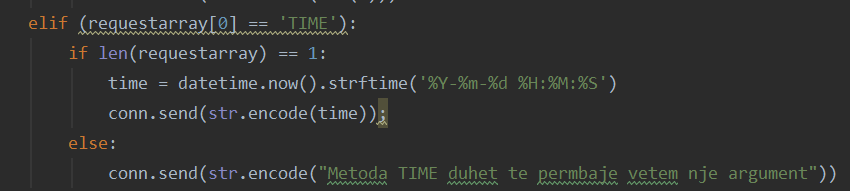 elif (requestarray[0] == 'TIME'):
if len(requestarray) == 1:
time = datetime.now().strftime('%Y-%m-%d %H:%M:%S')
conn.send(str.encode(time));
else:
conn.send(str.encode("Metoda TIME duhet te permbaje vetem nje argument"))